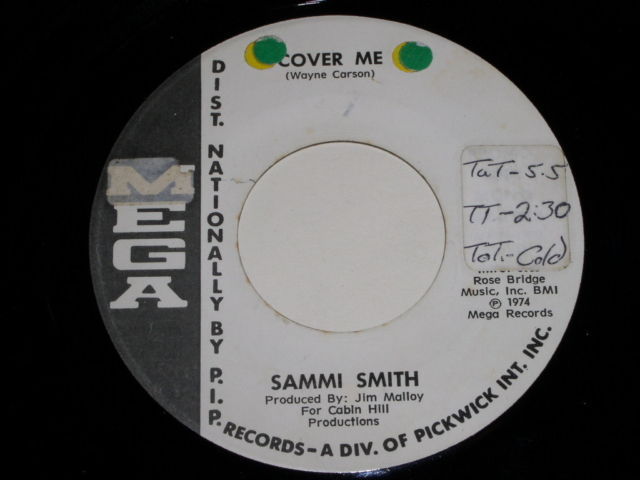 COVER ME
(Wayne Carson)
DIST. NATIONALLY BY P.I.P. RECORDS-A DIV. OF PICKWICK INT. INC.
MEGA
TaT-5.5
TT-2:30
ToT.-Cold
Rose Bridge
Music, Inc. BMI
℗ 1974
Mega Records
SAMMI SMITH
Produced By: Jim Malloy
For Cabin Hill
Productions